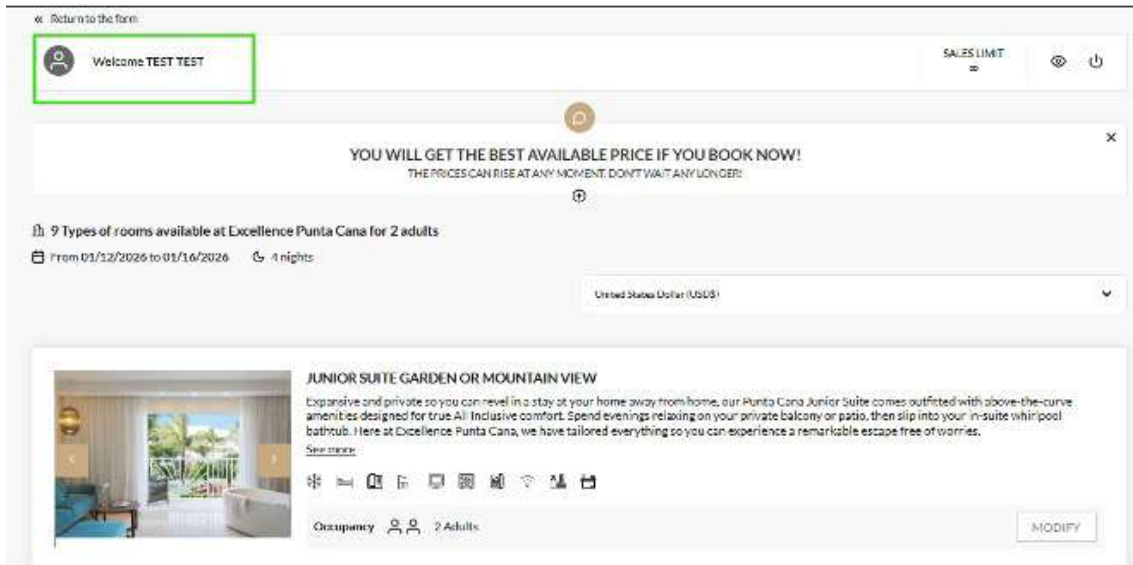 « Return to the form
Welcome TEST TEST
SALES LIMIT
∞
YOU WILL GET THE BEST AVAILABLE PRICE IF YOU BOOK NOW!
THE PRICES CAN RISE AT ANY MOMENT. DON'T WAIT ANY LONGER!
9 Types of rooms available at Excellence Punta Cana for 2 adults
From 01/12/2026 to 01/16/2026 4 nights
United States Dollar (USD$)
JUNIOR SUITE GARDEN OR MOUNTAIN VIEW
Expansive and private so you can revel in a stay at your home away from home, our Punta Cana Junior Suite comes outfitted with above-the-curve
amenities designed for true All Inclusive comfort. Spend evenings relaxing on your private balcony or patio, then slip into your in-suite whirlpool
bathtub. Here at Excellence Punta Cana, we have tailored everything so you can experience a remarkable escape free of worries.
See more
Occupancy 2 Adults
MODIFY